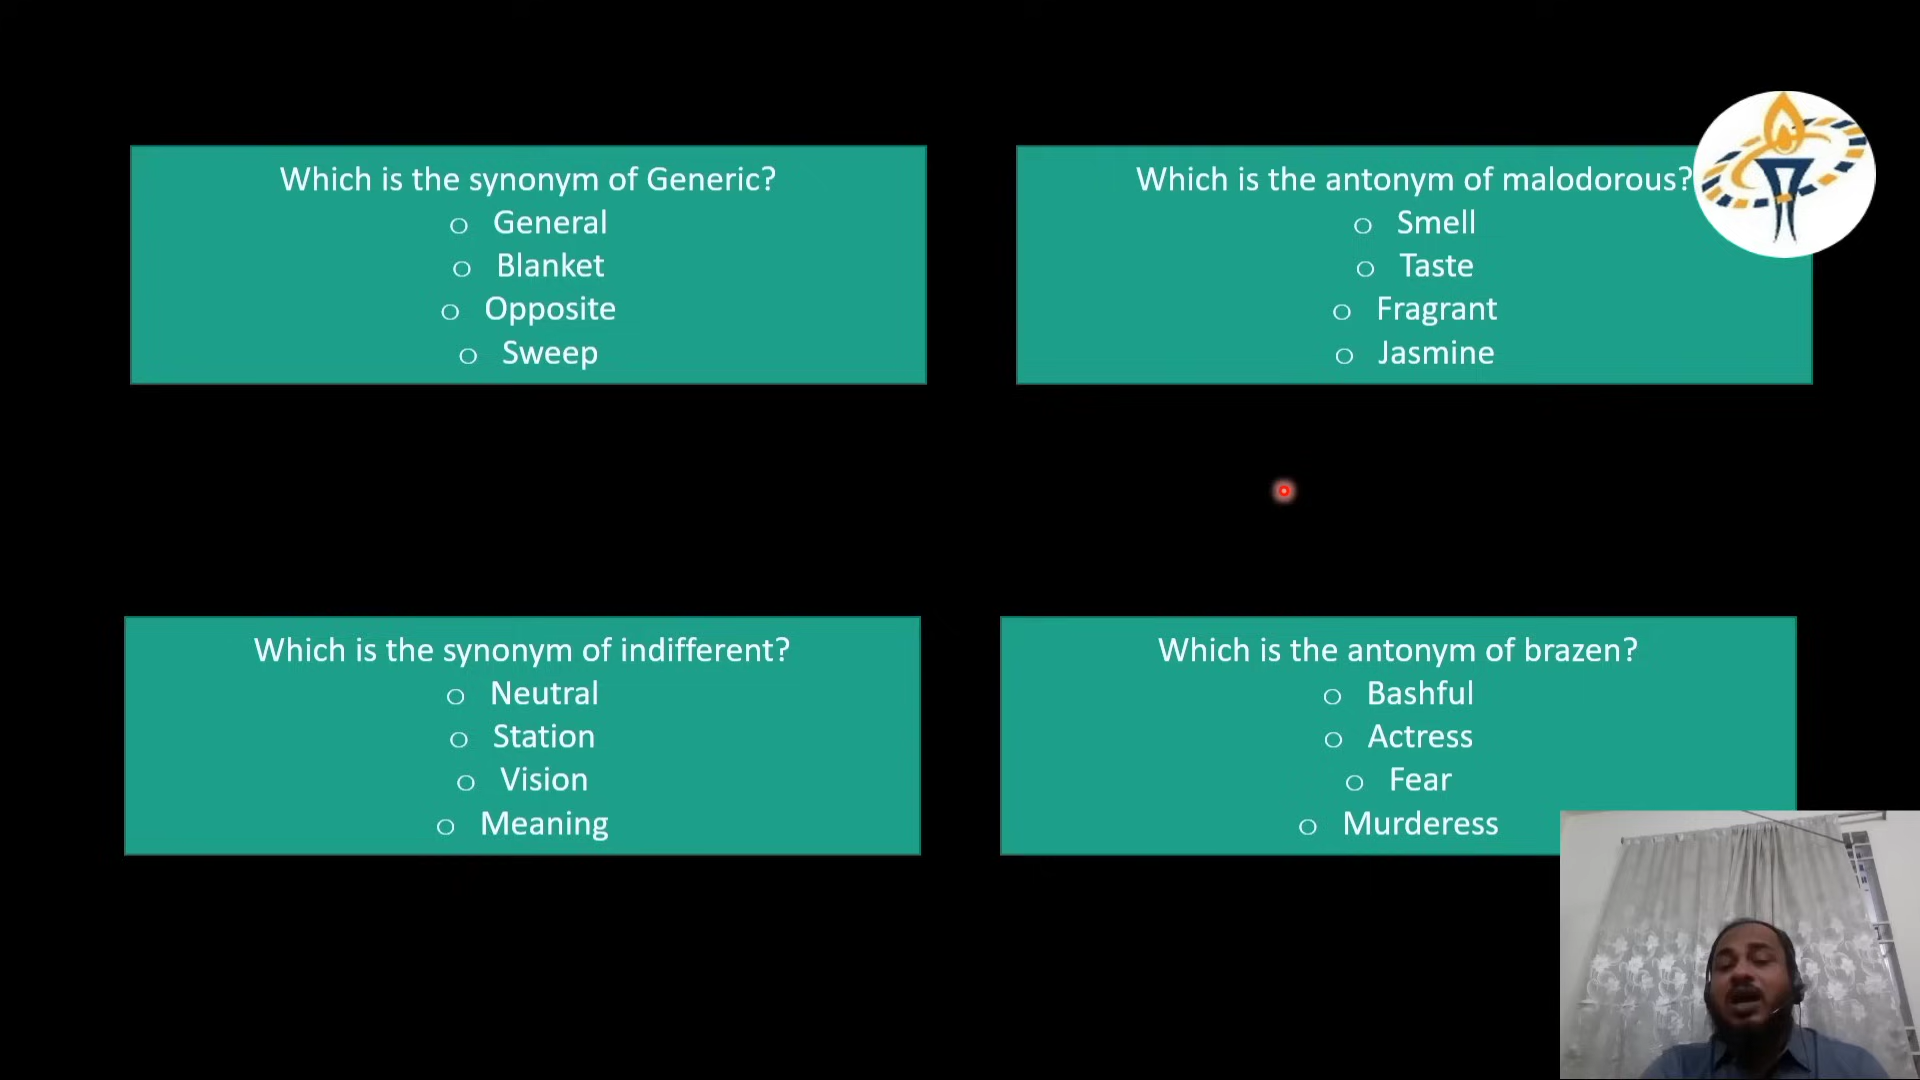 Which is the synonym of Generic?
o General
o Blanket
o Opposite
o Sweep
Which is the antonym of malodorous?
o Smell
o Taste
o Fragrant
o Jasmine
Which is the synonym of indifferent?
o Neutral
o Station
o Vision
o Meaning
Which is the antonym of brazen?
o Bashful
o Actress
o Fear
o Murderess